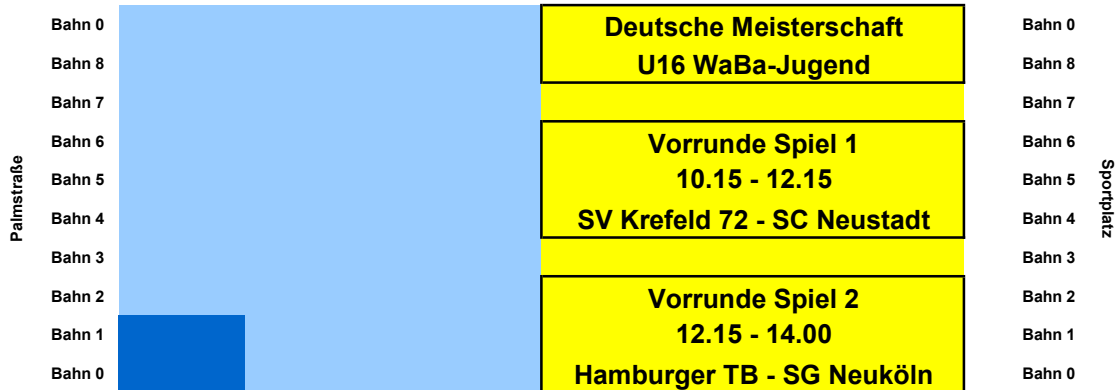 Bahn 0 Deutsche Meisterschaft Bahn 0
Bahn 8 U16 WaBa-Jugend Bahn 8
Bahn 7 Bahn 7
Bahn 6 Vorrunde Spiel 1 Bahn 6
Bahn 5 10.15 - 12.15 Bahn 5
Bahn 4 SV Krefeld 72 - SC Neustadt Bahn 4
Bahn 3 Bahn 3
Bahn 2 Vorrunde Spiel 2 Bahn 2
Bahn 1 12.15 - 14.00 Bahn 1
Bahn 0 Hamburger TB - SG Neuköln Bahn 0
Palmstraße
Sportplatz